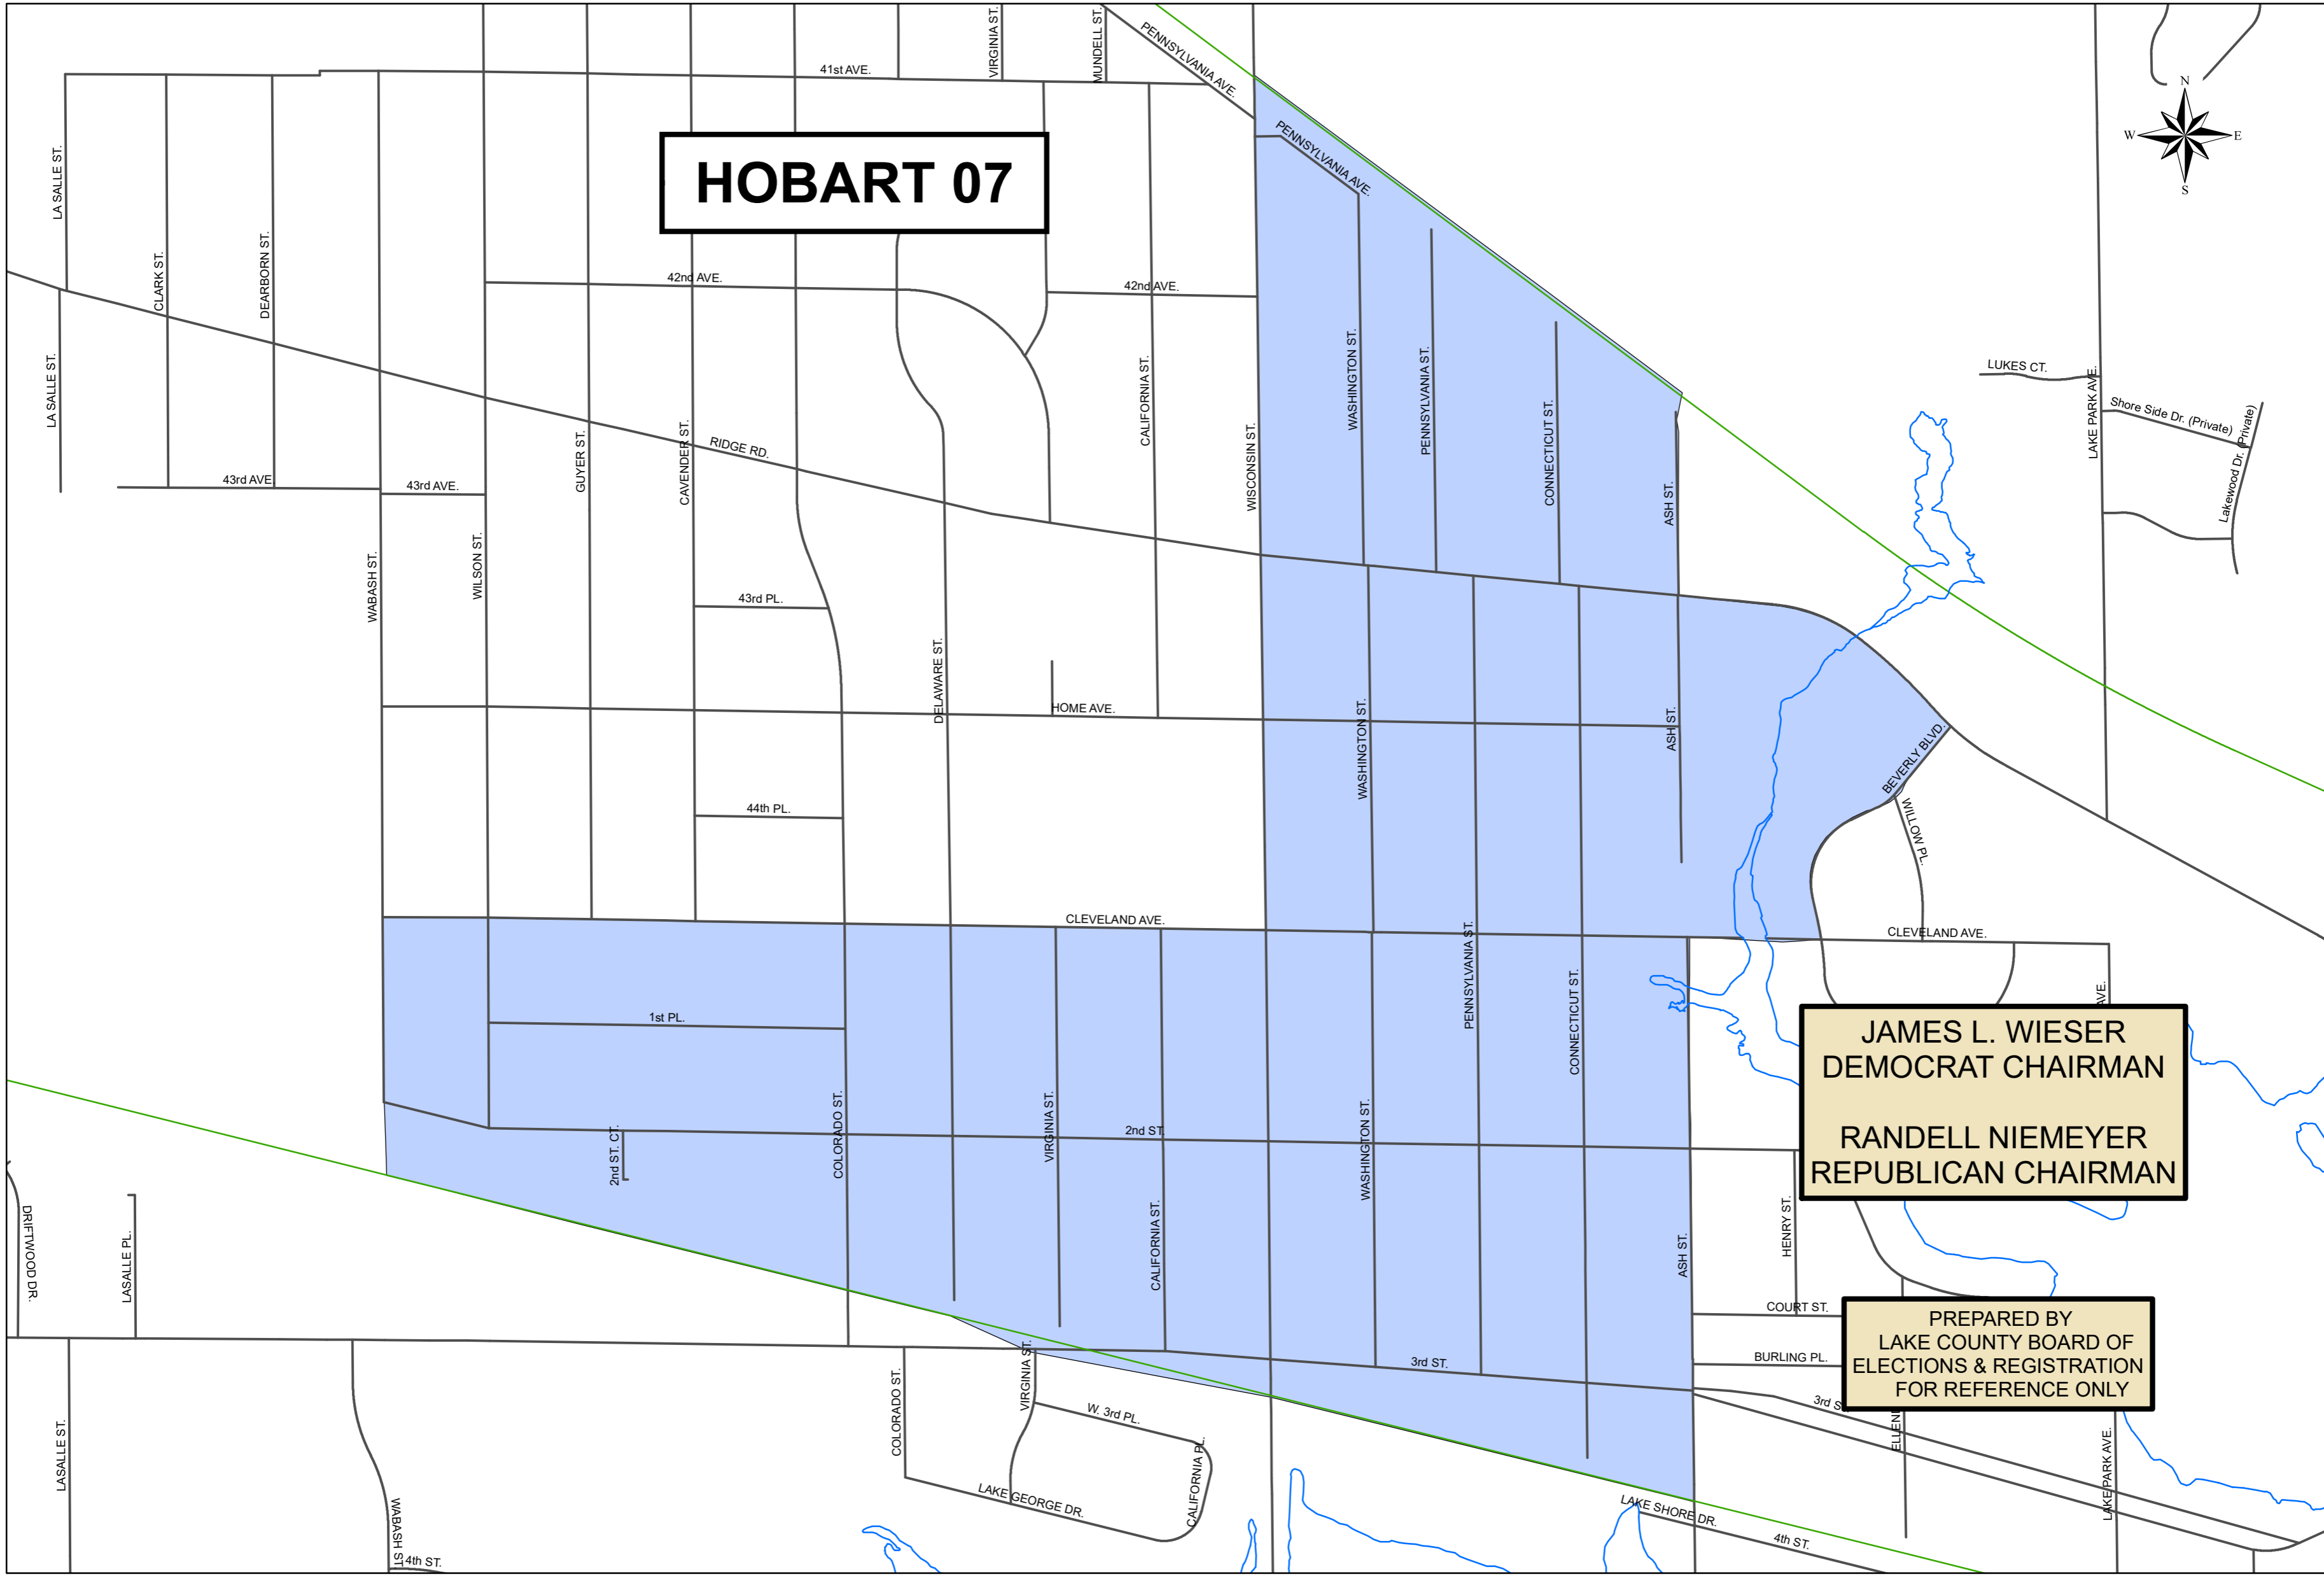 VIRGINIA ST.
MUNDELL ST.
PENNSYLVANIA AVE.
41st AVE.
N
W
E
S
HOBART 07
PENNSYLVANIA AVE.
LA SALLE ST.
CLARK ST.
DEARBORN ST.
42nd AVE.
42nd AVE.
LA SALLE ST.
CALIFORNIA ST.
WASHINGTON ST.
PENNSYLVANIA ST.
CONNECTICUT ST.
LUKES CT.
LAKE PARK AVE.
Shore Side Dr. (Private)
Lakewood Dr. (Private)
RIDGE RD.
GUYER ST.
CAVENDER ST.
WISCONSIN ST.
ASH ST.
43rd AVE
43rd AVE.
WABASH ST.
WILSON ST.
43rd PL.
DELAWARE ST.
HOME AVE.
WASHINGTON ST.
ASH ST.
BEVERLY BLVD.
WILLOW PL.
44th PL.
CLEVELAND AVE.
CLEVELAND AVE.
PENNSYLVANIA ST.
CONNECTICUT ST.
AVE.
1st PL.
JAMES L. WIESER
DEMOCRAT CHAIRMAN
RANDELL NIEMEYER
REPUBLICAN CHAIRMAN
2nd ST. CT.
COLORADO ST.
VIRGINIA ST.
2nd ST.
WASHINGTON ST.
CALIFORNIA ST.
DRIFTWOOD DR.
LASALLE PL.
ASH ST.
HENRY ST.
COURT ST.
BURLING PL.
PREPARED BY
LAKE COUNTY BOARD OF
ELECTIONS & REGISTRATION
FOR REFERENCE ONLY
3rd ST.
3rd S
ELLEN
LASALLE ST.
COLORADO ST.
VIRGINIA ST.
W. 3rd PL.
CALIFORNIA PL.
LAKE GEORGE DR.
LAKE PARK AVE.
LAKE SHORE DR.
4th ST.
WABASH ST.
4th ST.